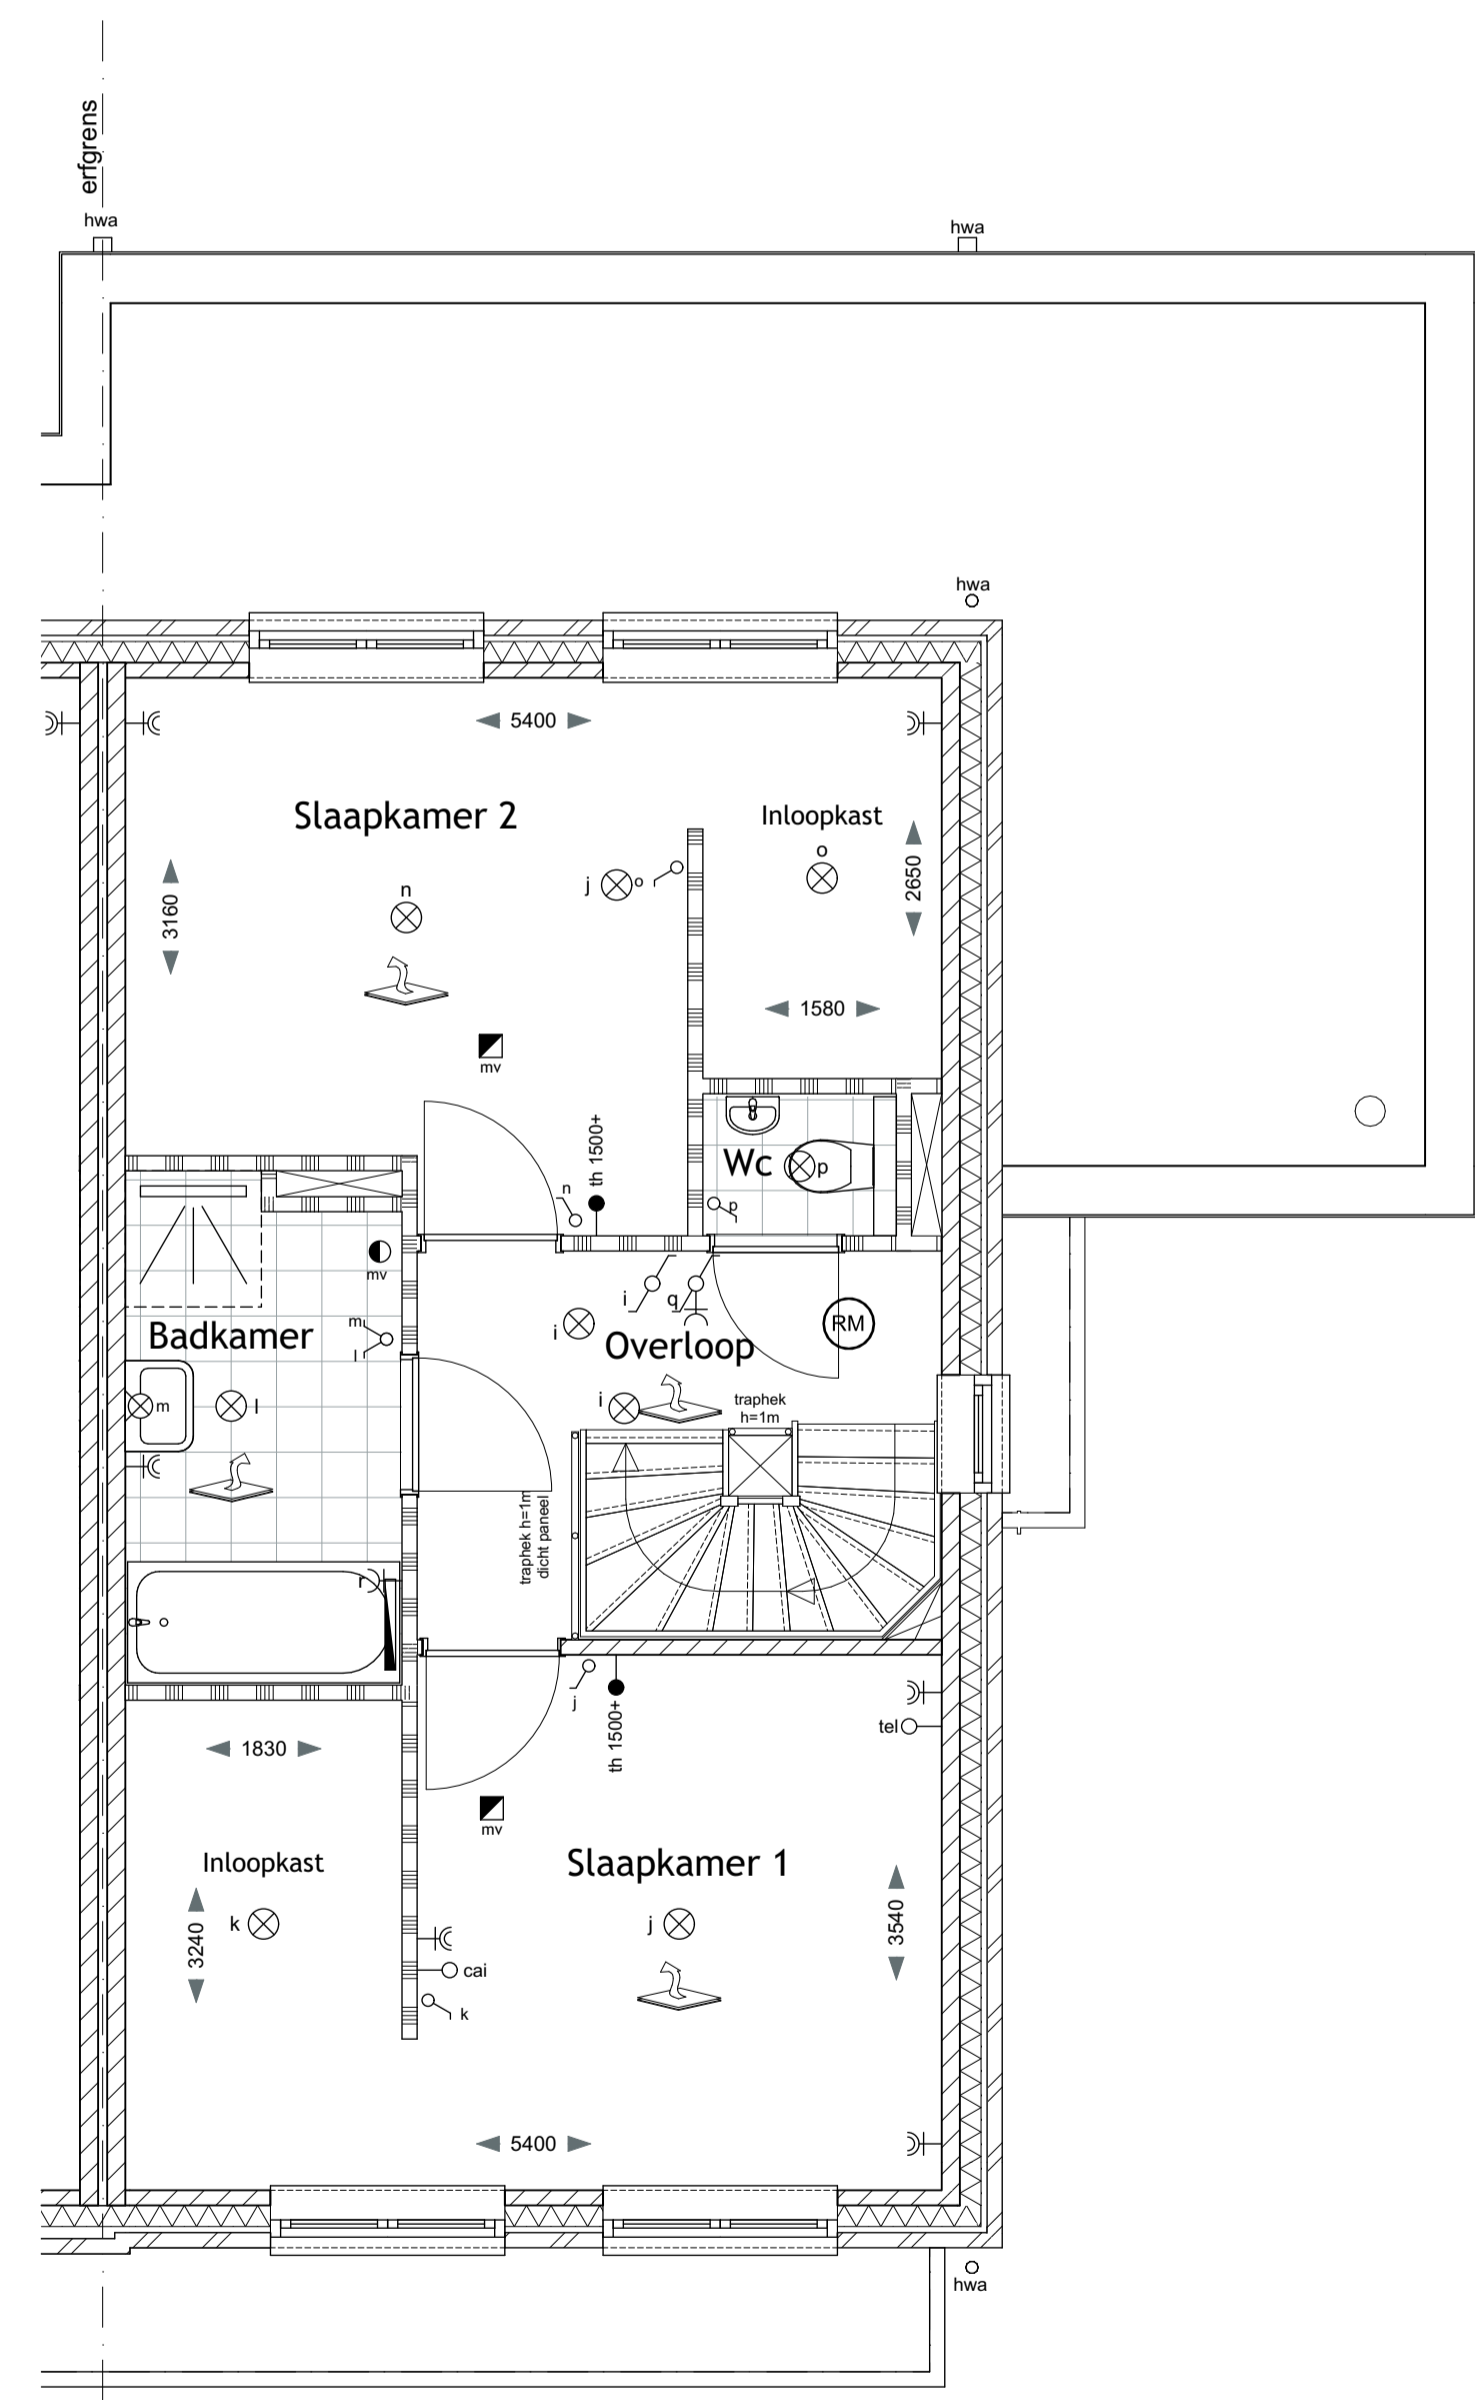 erfgrens
hwa
hwa
hwa
5400
Slaapkamer 2
Inloopkast
o
j
o
n
3160
2650
1580
mv
th 1500+
n
Wc
p
p
mv
i
q
m
l
Badkamer
i
Overloop
RM
m
l
i
traphek
h=1m
traphek h=1m
dicht paneel
r
j
th 1500+
tel
1830
mv
Inloopkast
Slaapkamer 1
k
j
3240
3540
cai
k
5400
hwa